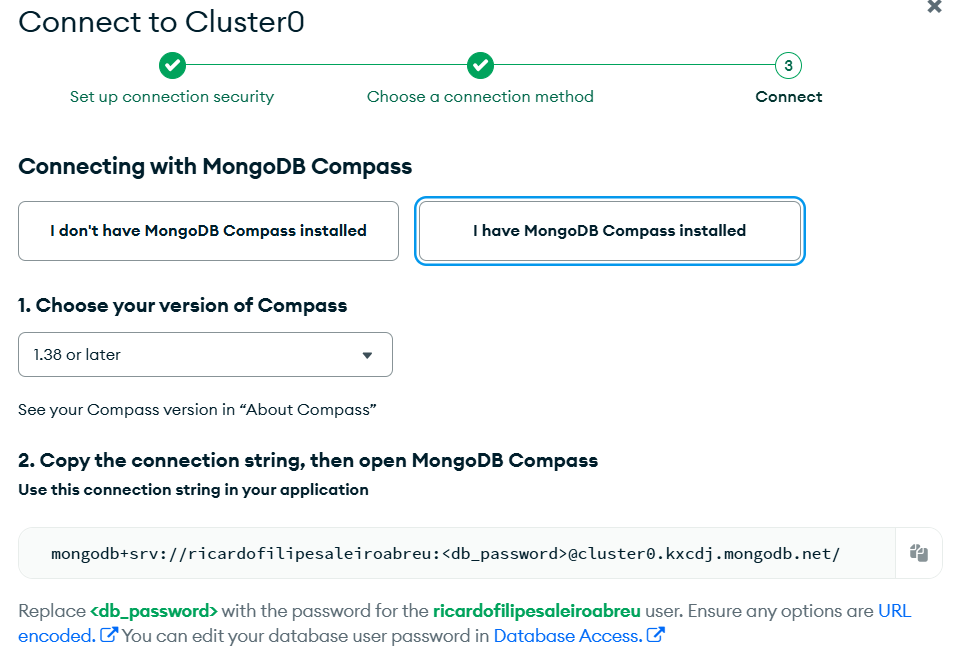 Connect to Cluster0
3
Set up connection security
Choose a connection method
Connect
Connecting with MongoDB Compass
I don't have MongoDB Compass installed
I have MongoDB Compass installed
1. Choose your version of Compass
1.38 or later
See your Compass version in “About Compass”
2. Copy the connection string, then open MongoDB Compass
Use this connection string in your application
mongodb+srv://ricardofilipesaleiroabreu:<db_password>@cluster0.kxcdj.mongodb.net/
Replace <db_password> with the password for the ricardofilipesaleiroabreu user. Ensure any options are URL
encoded. You can edit your database user password in Database Access.